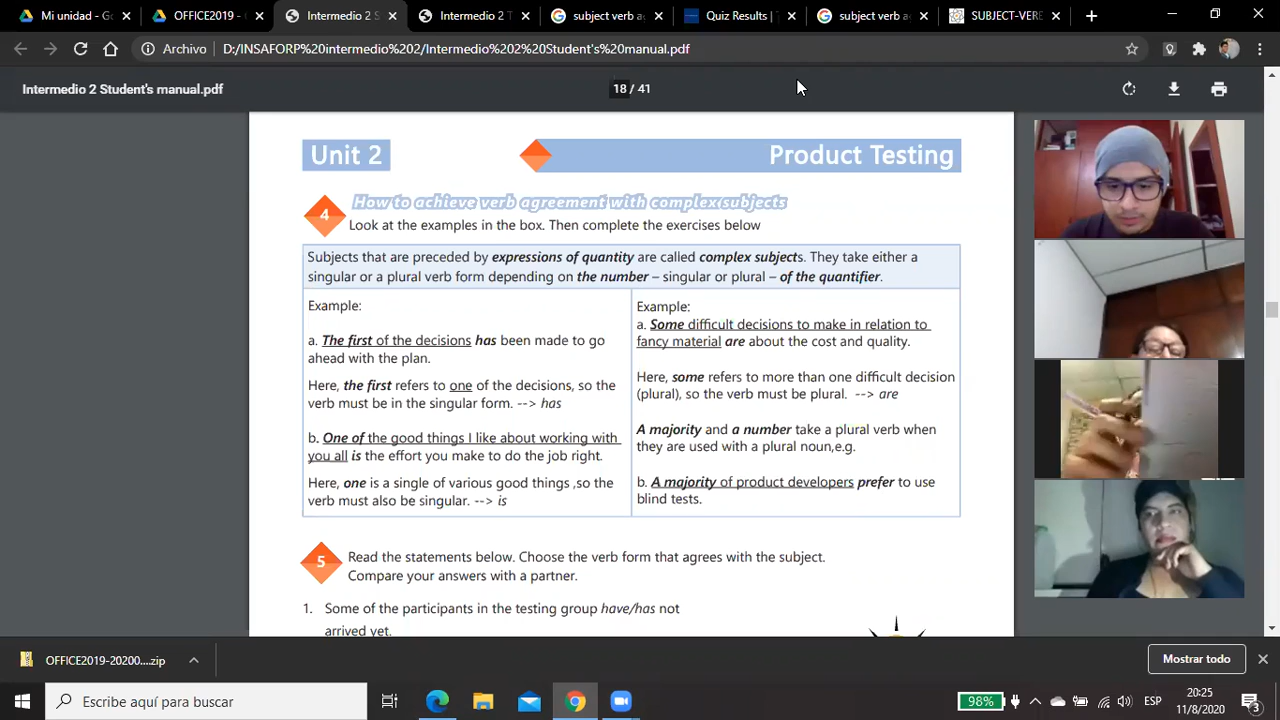 Mi unidad — Go
OFFICE2019 - G
Intermedio 2 S
Intermedio 2 T
subject verb ag
Quiz Results | "
subject verb ag
SUBJECT-VERB
Archivo
D:/INSAFORP%20intermedio%202/Intermedio%202%20Student's%20manual.pdf
Intermedio 2 Student's manual.pdf
18 / 41
Unit 2
Product Testing
4
How to achieve verb agreement with complex subjects
Look at the examples in the box. Then complete the exercises below
Subjects that are preceded by expressions of quantity are called complex subjects. They take either a
singular or a plural verb form depending on the number – singular or plural – of the quantifier.
Example:
a. The first of the decisions has been made to go
ahead with the plan.
Here, the first refers to one of the decisions, so the
verb must be in the singular form. --> has
b. One of the good things I like about working with
you all is the effort you make to do the job right.
Here, one is a single of various good things ,so the
verb must also be singular. --> is
Example:
a. Some difficult decisions to make in relation to
fancy material are about the cost and quality.
Here, some refers to more than one difficult decision
(plural), so the verb must be plural. --> are
A majority and a number take a plural verb when
they are used with a plural noun,e.g.
b. A majority of product developers prefer to use
blind tests.
5
Read the statements below. Choose the verb form that agrees with the subject.
Compare your answers with a partner.
1. Some of the participants in the testing group have/has not
arrived yet.
OFFICE2019-20200....zip
Mostrar todo
Escribe aquí para buscar
98%
ESP
20:25
11/8/2020
3